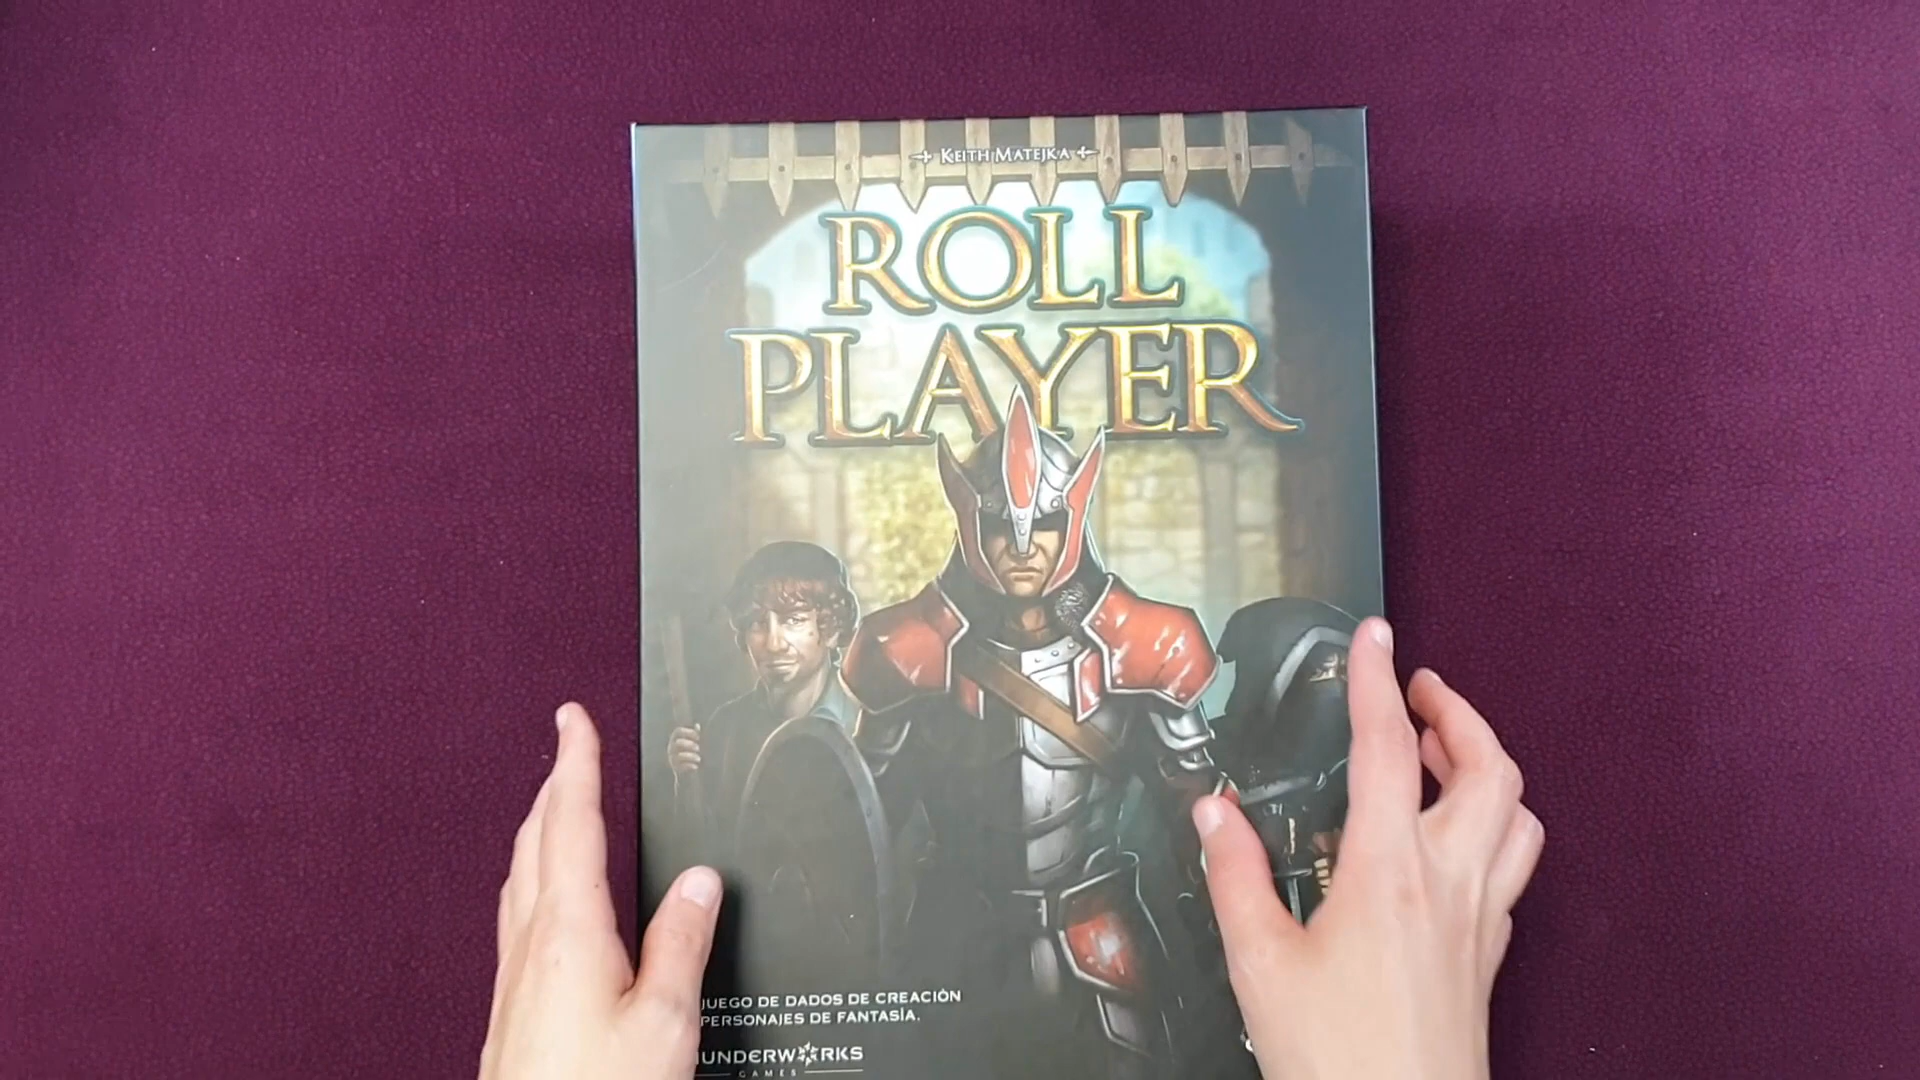 KEITH MATEJKA
ROLL
PLAYER
JUEGO DE DADOS DE CREACIÓN
PERSONAJES DE FANTASÍA.
UNDERWORKS
GAMES